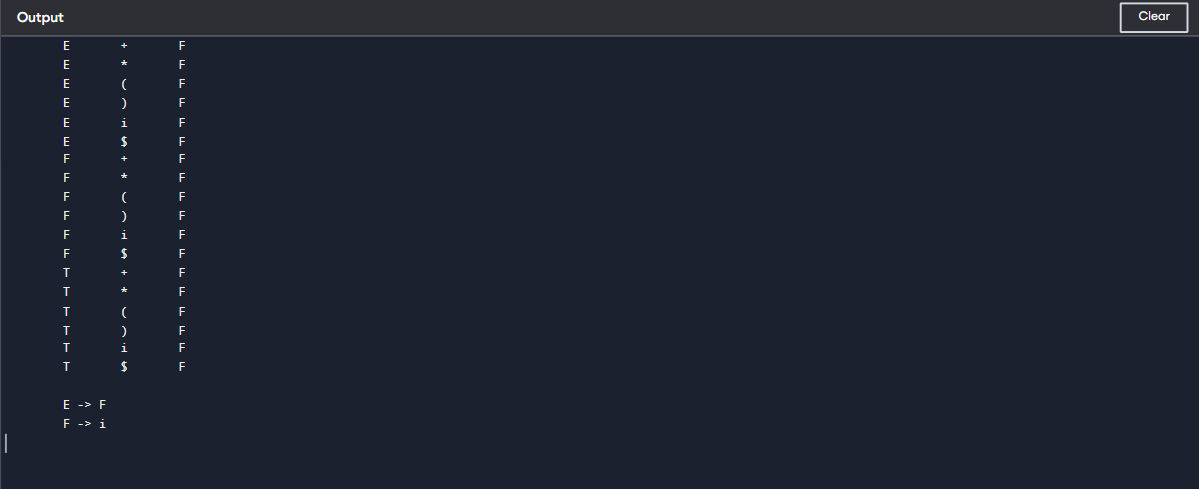 Output
Clear
E + F
E * F
E ( F
E ) F
E i F
E $ F
F + F
F * F
F ( F
F ) F
F i F
F $ F
T + F
T * F
T ( F
T ) F
T i F
T $ F
E -> F
F -> i